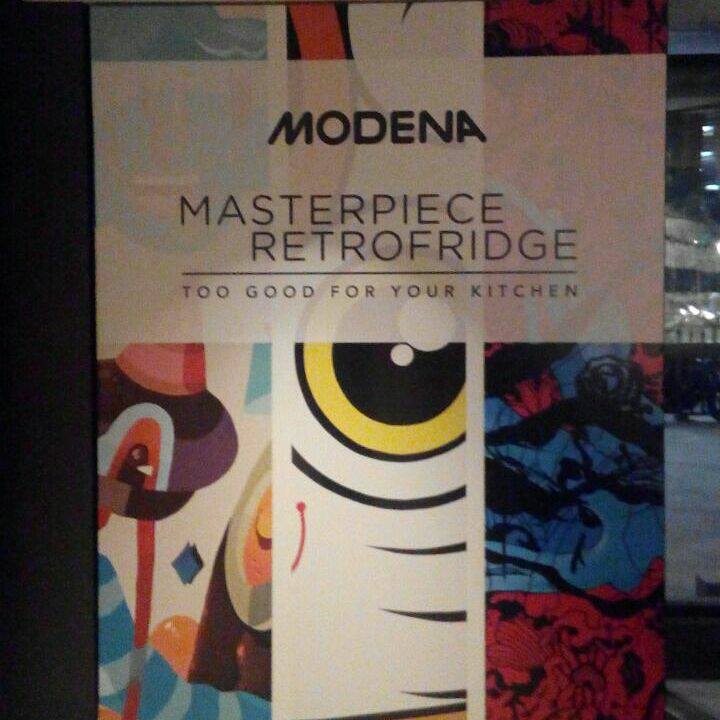 MODENA
MASTERPIECE
RETROFRIDGE
TOO GOOD FOR YOUR KITCHEN